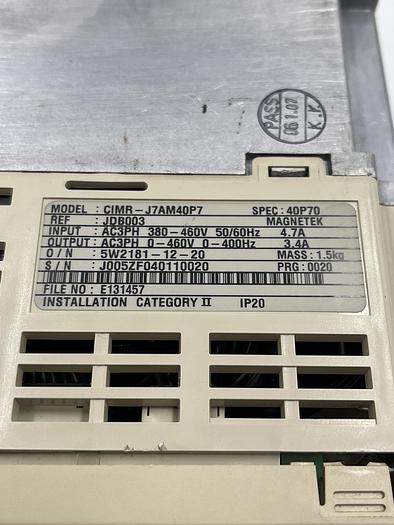 PASS
06.1.07
K.K
MODEL : CIMR-J7AM40P7 SPEC: 40P70
REF : JDB003 MAGNETEK
INPUT : AC3PH 380-460V 50/60Hz 4.7A
OUTPUT: AC3PH 0-460V 0-400Hz 3.4A
O / N : 5W2181-12-20 MASS: 1.5kg
S / N : J005ZF040110020 PRG: 0020
FILE NO : E131457
INSTALLATION CATEGORY II IP20